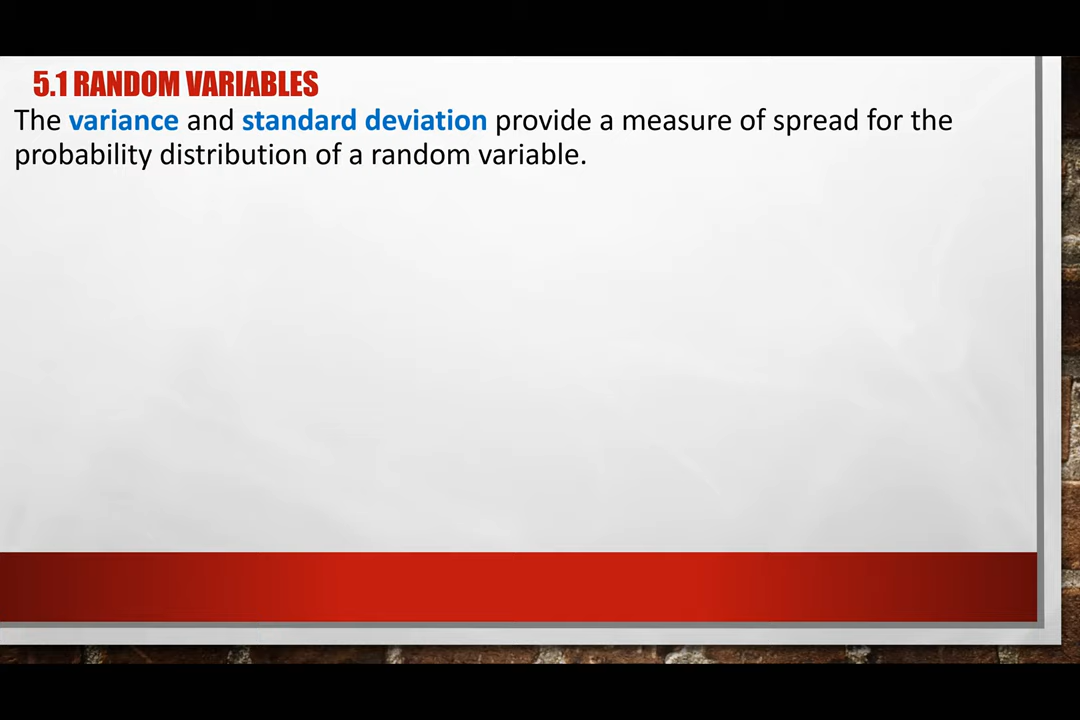 5.1 RANDOM VARIABLES
The variance and standard deviation provide a measure of spread for the
probability distribution of a random variable.